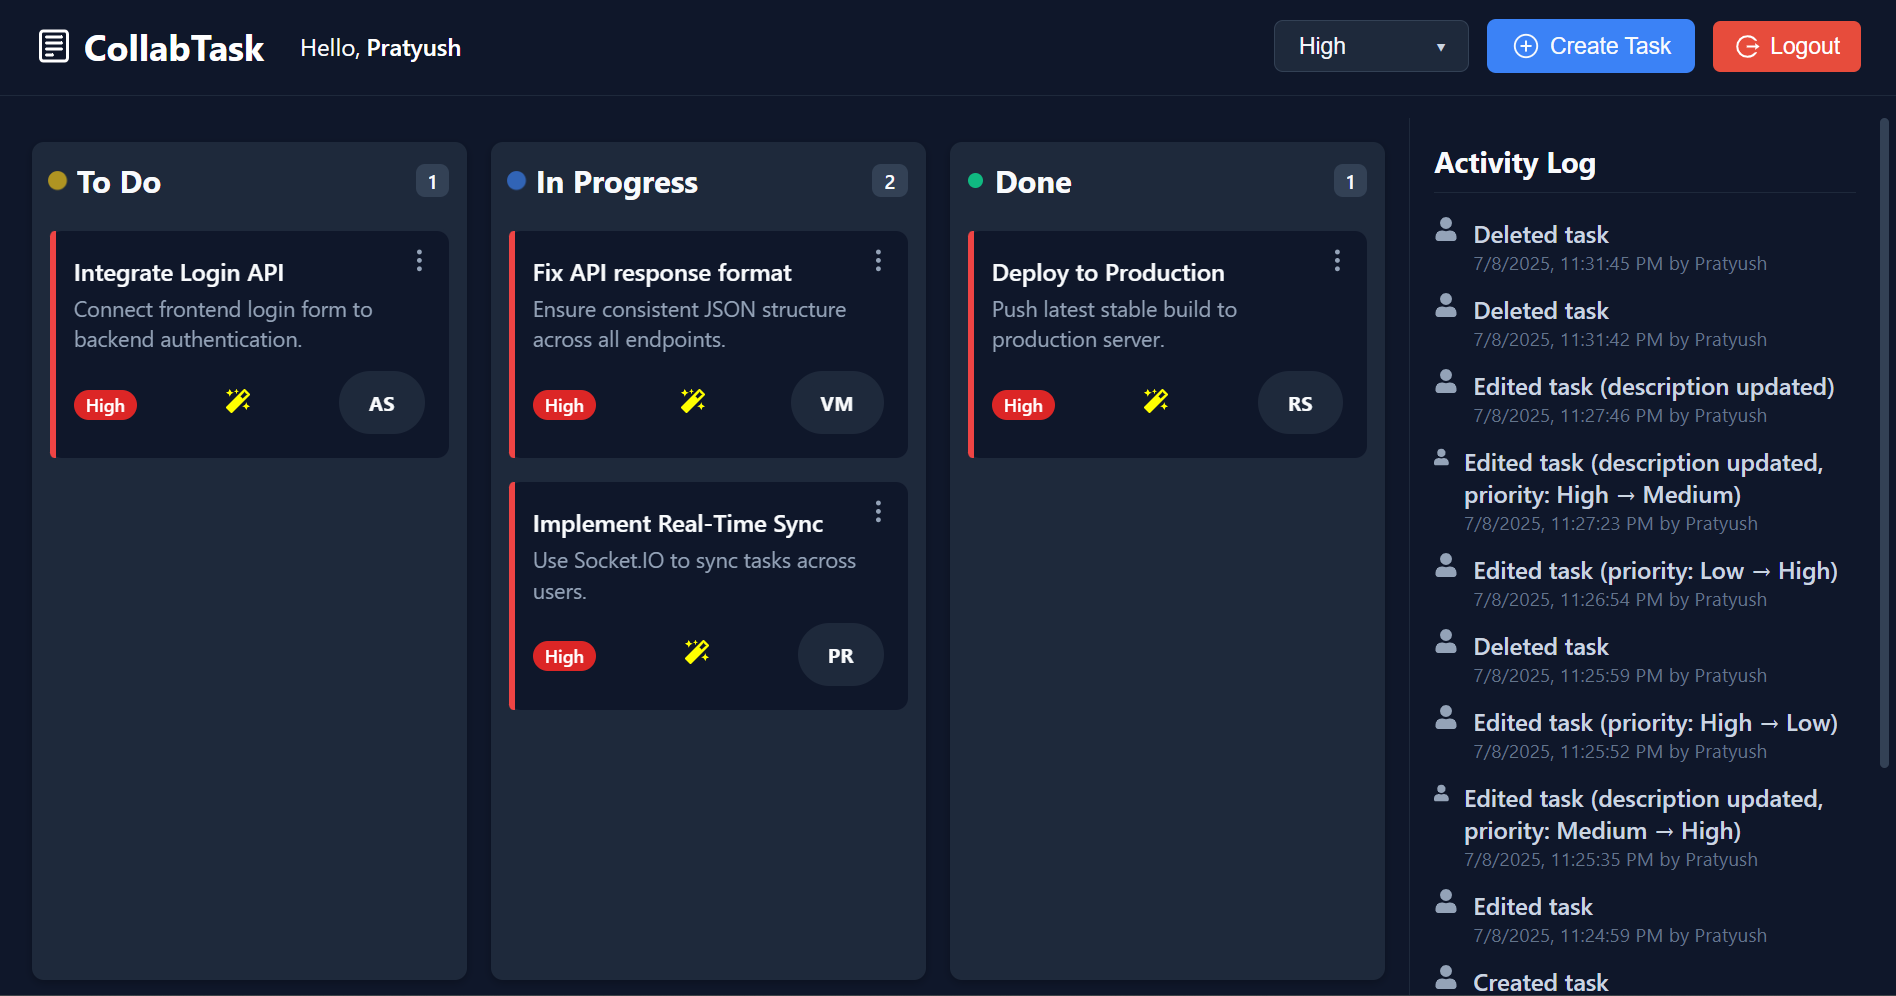 CollabTask
Hello, Pratyush
High
Create Task
Logout
To Do
1
Integrate Login API
Connect frontend login form to
backend authentication.
High
AS
In Progress
2
Fix API response format
Ensure consistent JSON structure
across all endpoints.
High
VM
Implement Real-Time Sync
Use Socket.IO to sync tasks across
users.
High
PR
Done
1
Deploy to Production
Push latest stable build to
production server.
High
RS
Activity Log
Deleted task
7/8/2025, 11:31:45 PM by Pratyush
Deleted task
7/8/2025, 11:31:42 PM by Pratyush
Edited task (description updated)
7/8/2025, 11:27:46 PM by Pratyush
Edited task (description updated,
priority: High → Medium)
7/8/2025, 11:27:23 PM by Pratyush
Edited task (priority: Low → High)
7/8/2025, 11:26:54 PM by Pratyush
Deleted task
7/8/2025, 11:25:59 PM by Pratyush
Edited task (priority: High → Low)
7/8/2025, 11:25:52 PM by Pratyush
Edited task (description updated,
priority: Medium → High)
7/8/2025, 11:25:35 PM by Pratyush
Edited task
7/8/2025, 11:24:59 PM by Pratyush
Created task